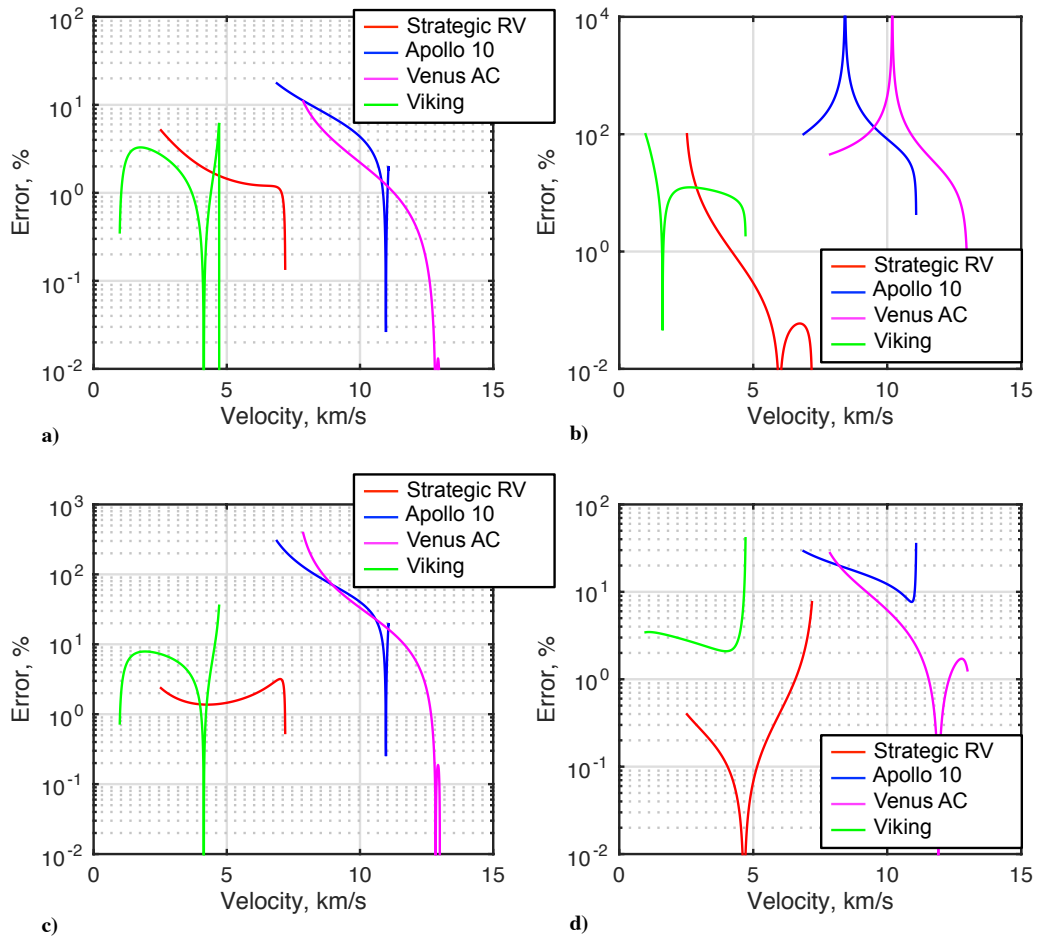 Strategic RV
Apollo 10
Venus AC
Viking
10^2
10^1
10^0
10^-1
10^-2
Error, %
0 5 10 15
Velocity, km/s
a)
10^4
10^2
10^0
10^-2
Error, %
Strategic RV
Apollo 10
Venus AC
Viking
0 5 10 15
Velocity, km/s
b)
Strategic RV
Apollo 10
Venus AC
Viking
10^3
10^2
10^1
10^0
10^-1
10^-2
Error, %
0 5 10 15
Velocity, km/s
c)
10^2
10^1
10^0
10^-1
10^-2
Error, %
Strategic RV
Apollo 10
Venus AC
Viking
0 5 10 15
Velocity, km/s
d)